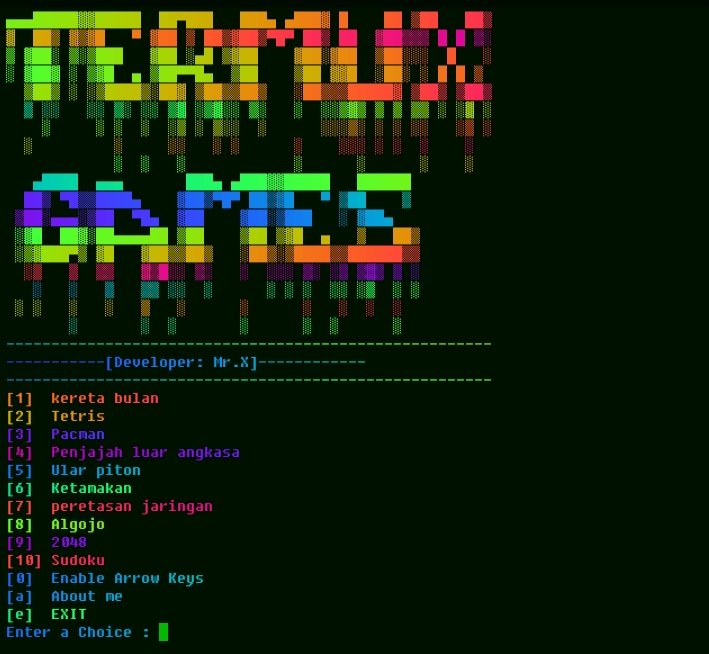 [Developer: Mr.X]
[1] kereta bulan
[2] Tetris
[3] Pacman
[4] Penjajah luar angkasa
[5] Ular piton
[6] Ketamakan
[7] peretasan jaringan
[8] Algojo
[9] 2048
[10] Sudoku
[0] Enable Arrow Keys
[a] About me
[e] EXIT
Enter a Choice :